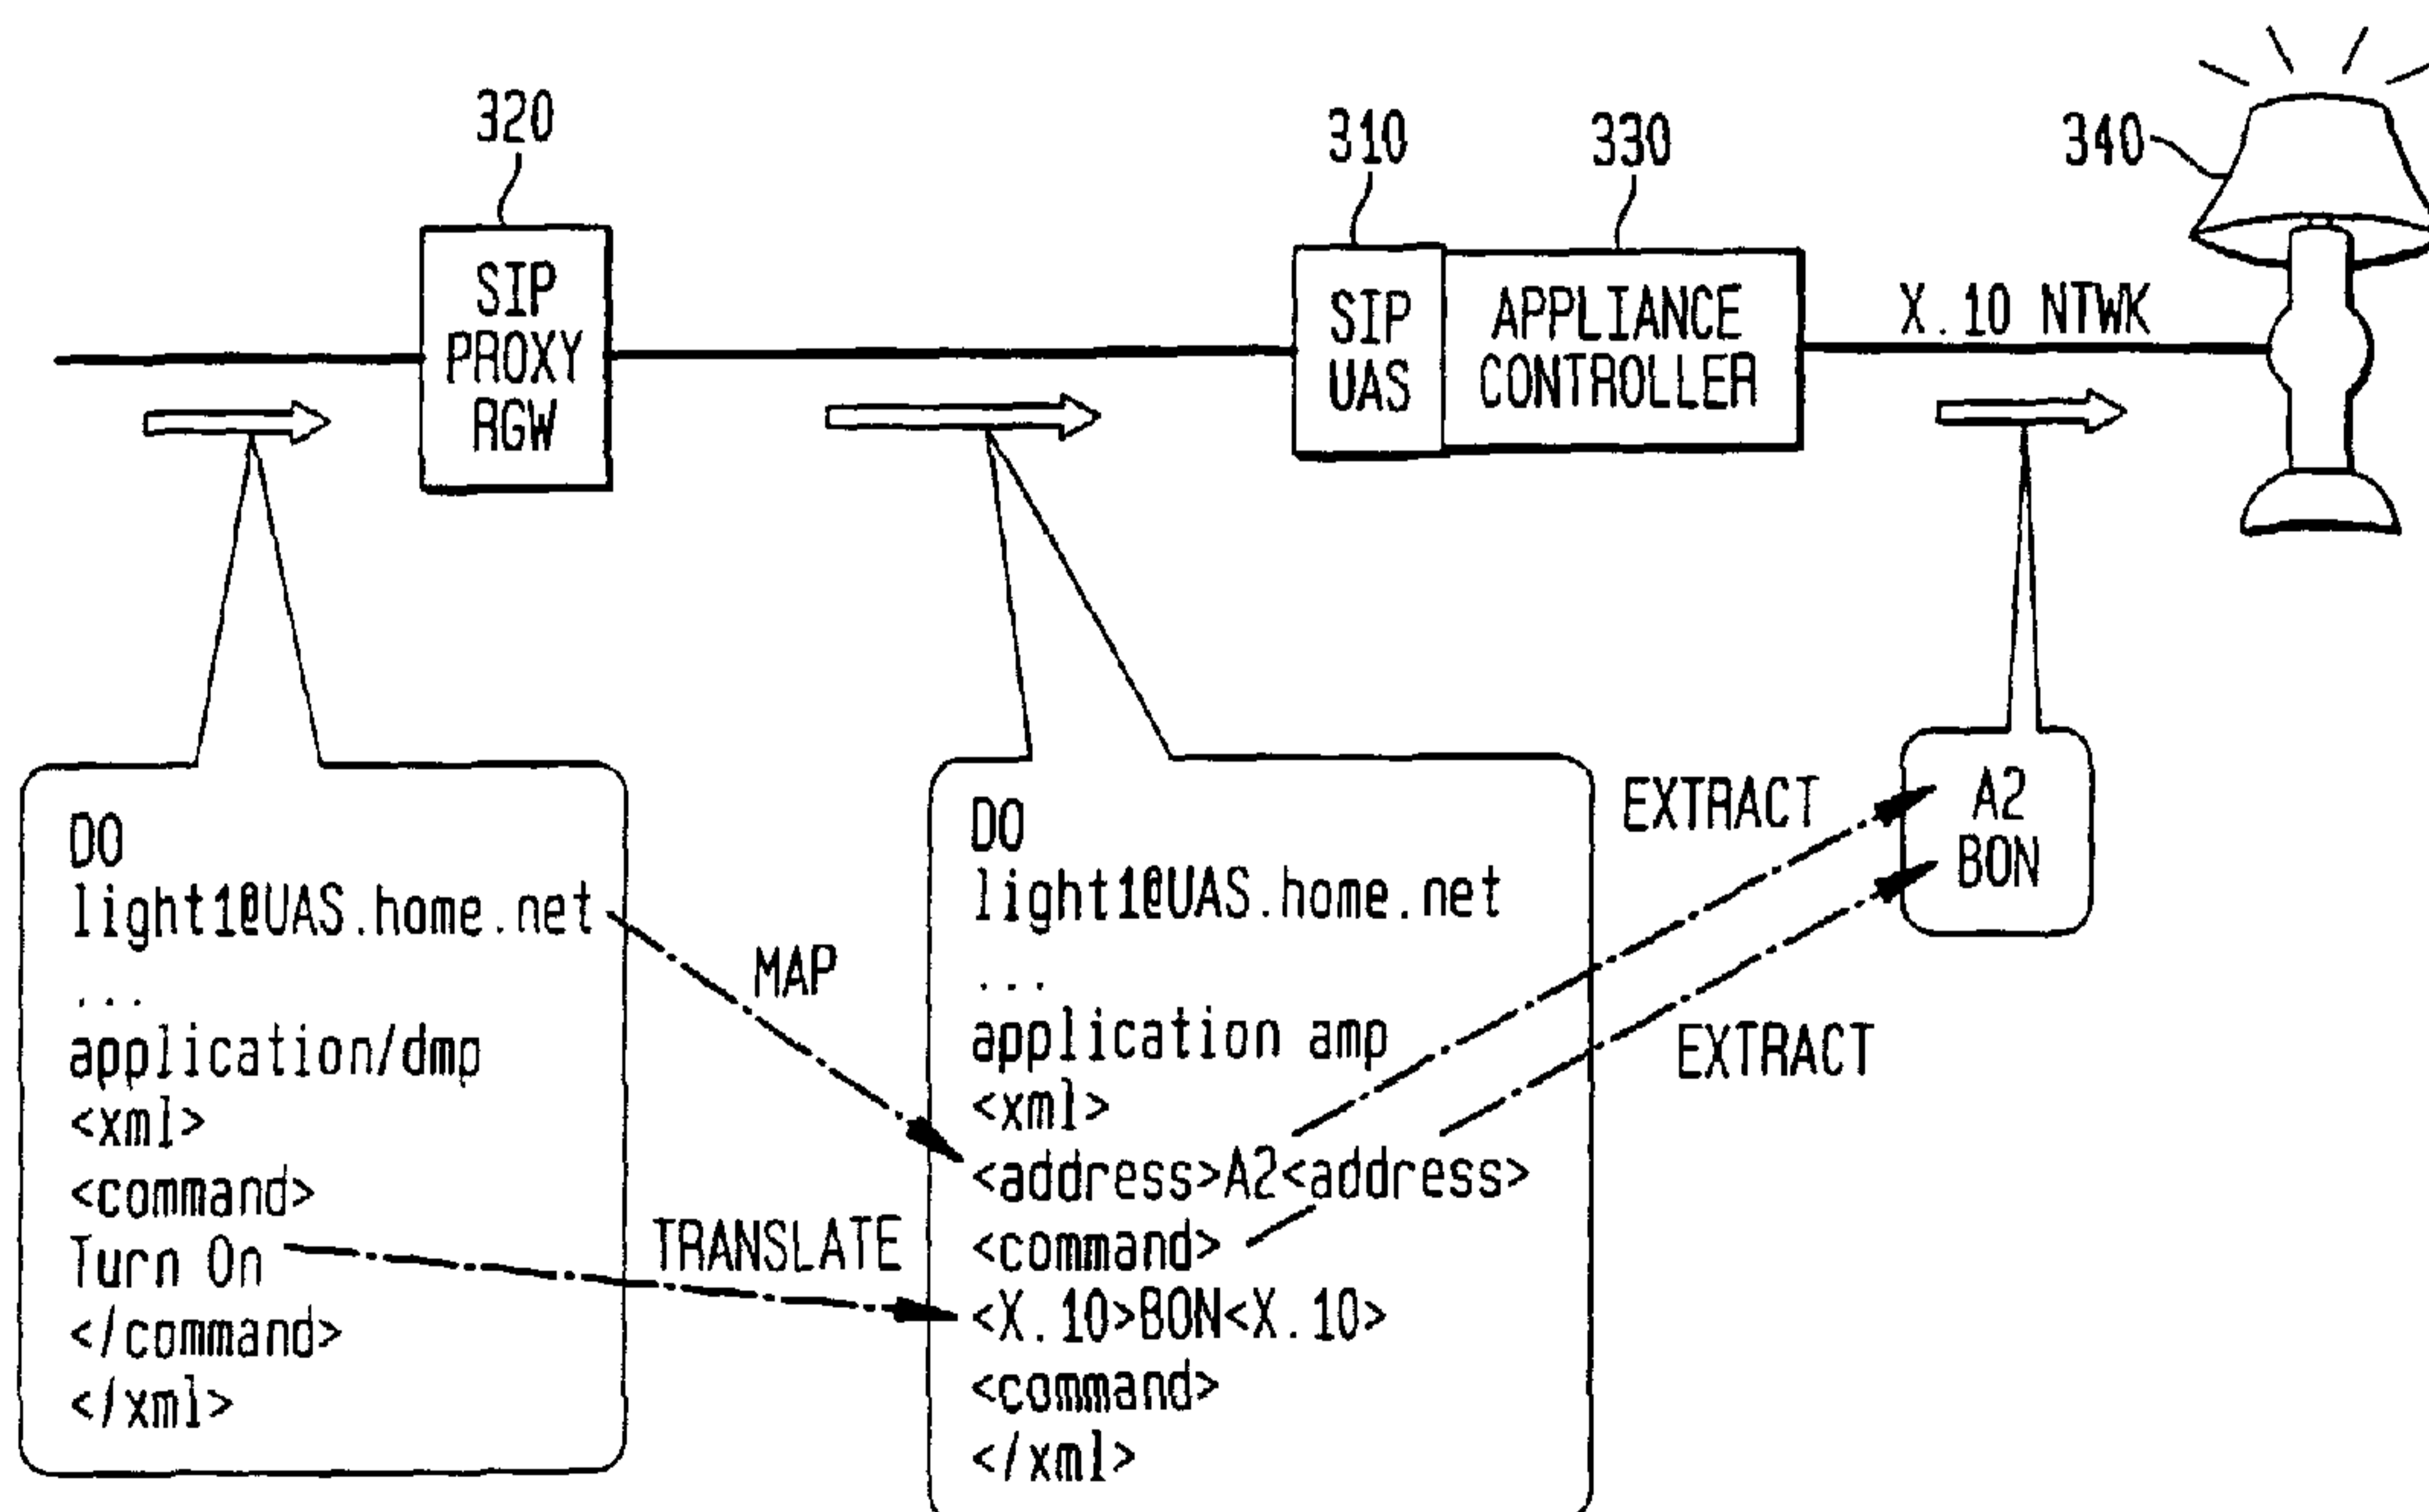 320
310
330
340
SIP
PROXY
RGW
SIP
UAS
APPLIANCE
CONTROLLER
X.10 NTWK
DO
light1@UAS.home.net
...
application/dmp
<xml>
<command>
Turn On
</command>
</xml>
MAP
TRANSLATE
DO
light1@UAS.home.net
...
application amp
<xml>
<address>A2<address>
<command>
<X.10>BON<X.10>
<command>
</xml>
EXTRACT
EXTRACT
A2
BON